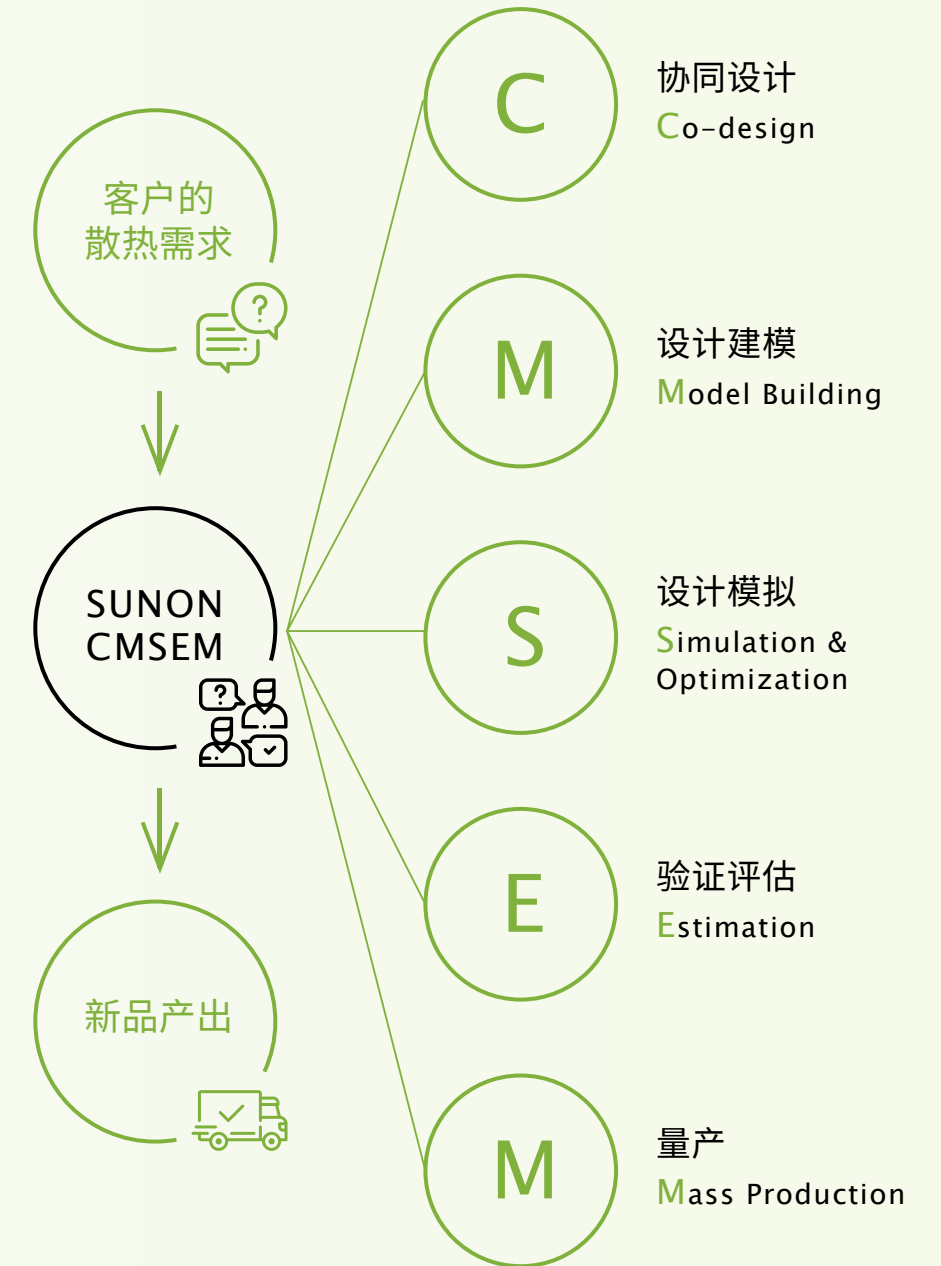 客户的
散热需求
SUNON
CMSEM
新品产出
C
协同设计
Co-design
M
设计建模
Model Building
S
设计模拟
Simulation &
Optimization
E
验证评估
Estimation
M
量产
Mass Production